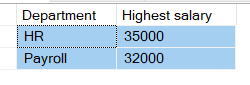 Department Highest salary
HR 35000
Payroll 32000